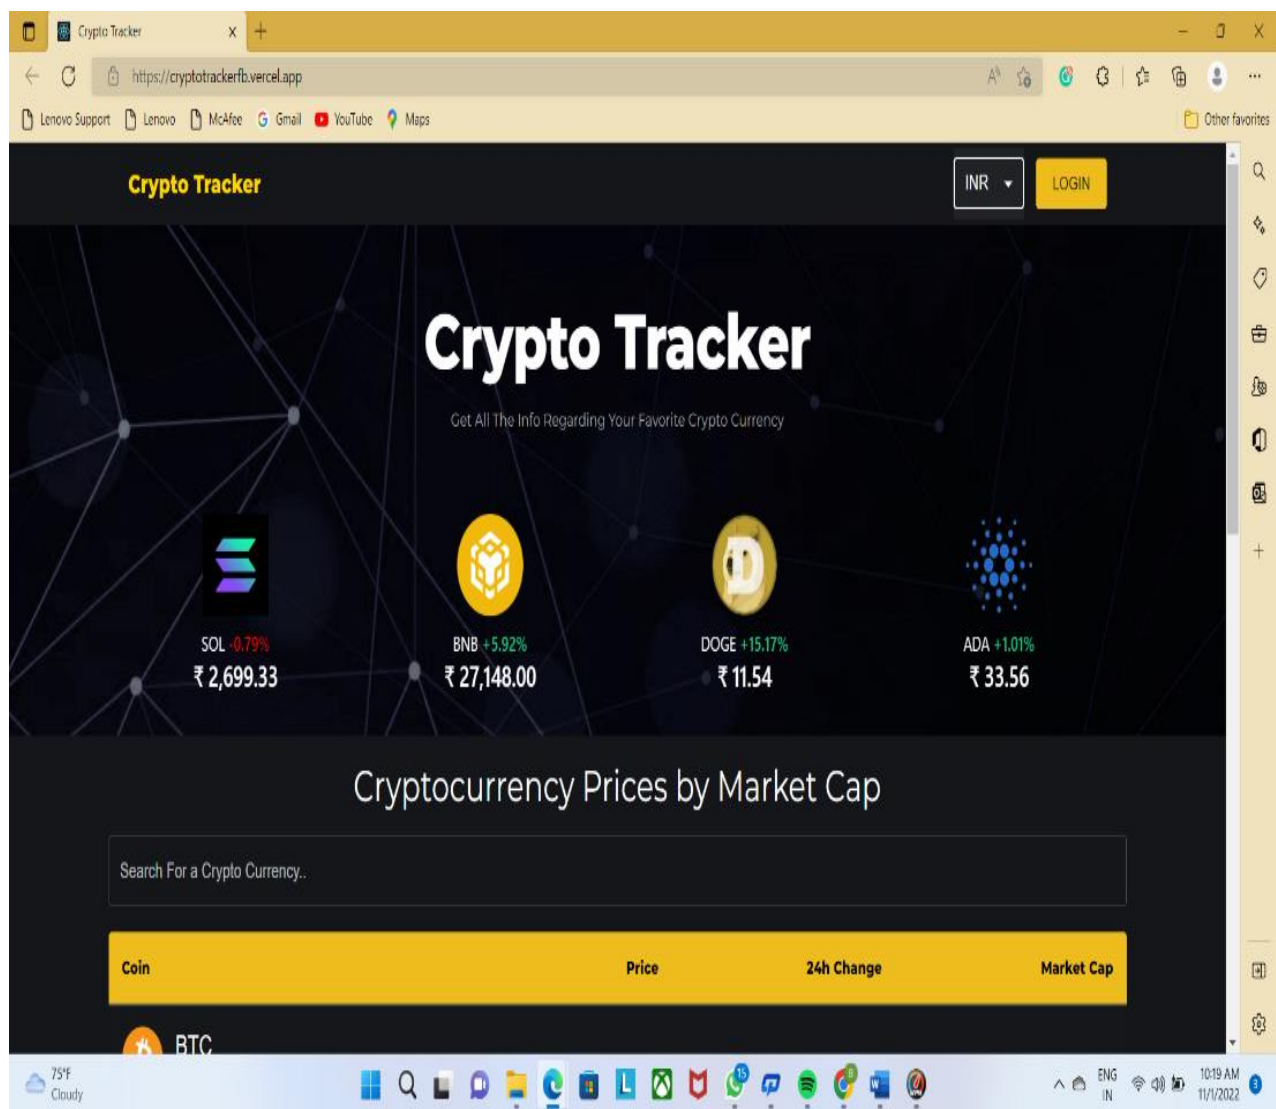 Crypto Tracker
https://cryptotrackerfb.vercel.app
Lenovo Support Lenovo McAfee Gmail YouTube Maps Other favorites
Crypto Tracker INR LOGIN
Crypto Tracker
Get All The Info Regarding Your Favorite Crypto Currency
SOL -0.79% BNB +5.92% DOGE +15.17% ADA +1.01%
₹ 2,699.33 ₹ 27,148.00 ₹ 11.54 ₹ 33.56
Cryptocurrency Prices by Market Cap
Search For a Crypto Currency..
Coin Price 24h Change Market Cap
BTC
75°F ENG 10:19 AM
Cloudy IN 11/1/2022